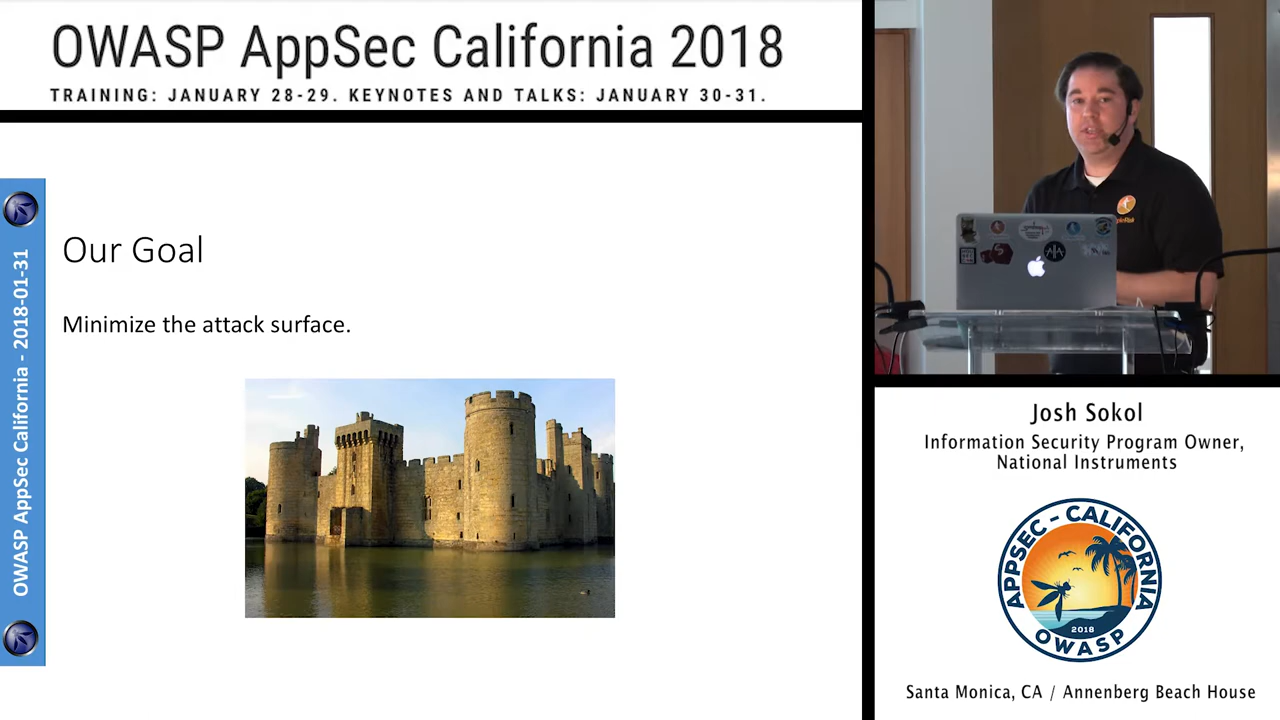 OWASP AppSec California 2018
TRAINING: JANUARY 28-29. KEYNOTES AND TALKS: JANUARY 30-31.
OWASP AppSec California - 2018-01-31
Our Goal
Minimize the attack surface.
Josh Sokol
Information Security Program Owner,
National Instruments
APPSEC - CALIFORNIA
2018
OWASP
Santa Monica, CA / Annenberg Beach House